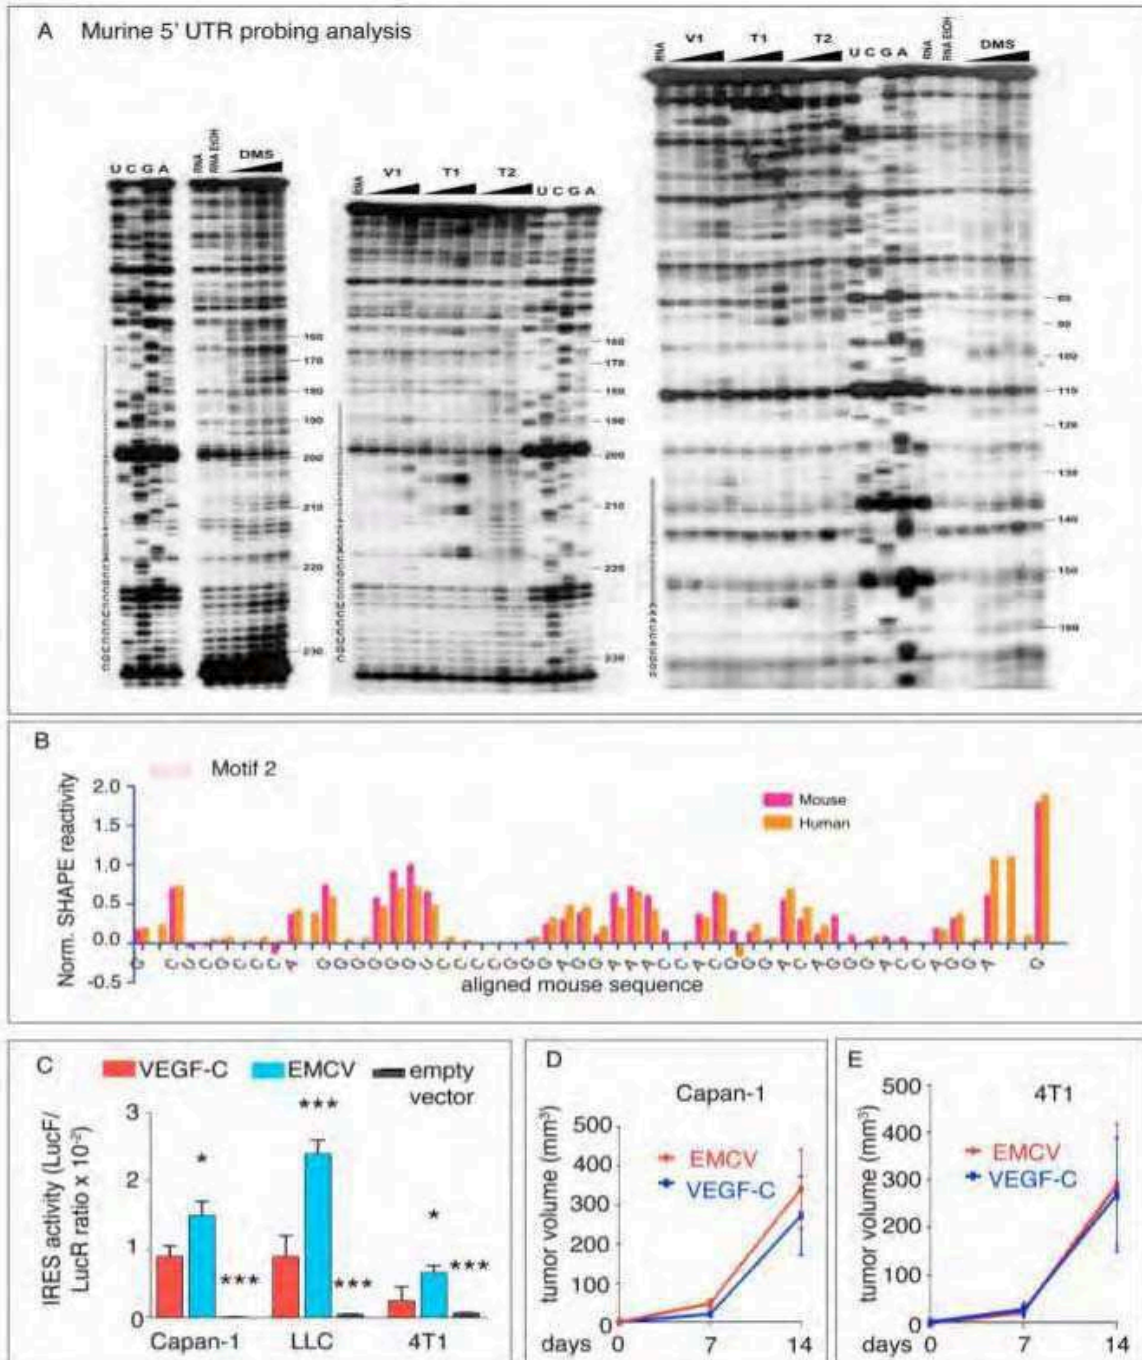 A Murine 5' UTR probing analysis
RNA V1 T1 T2 U C G A RNA RNA EtOH DMS
U C G A RNA RNA EtOH DMS
RNA V1 T1 T2 U C G A
160
170
180
190
200
210
220
230
160
170
180
190
200
210
220
230
90
100
110
120
130
140
150
160
B
Motif 2
Norm. SHAPE reactivity
2.0
1.5
1.0
0.5
0.0
-0.5
Mouse
Human
G C U C G C C C A G G G G G G U C C C C G G G A G G A A A C C A C G G G A C A G G G A C C A G G A G
aligned mouse sequence
C VEGF-C EMCV empty vector
IRES activity (LucF/
LucR ratio x 10⁻²)
3
2
1
0
* *** *** *** * ***
Capan-1 LLC 4T1
D
Capan-1
tumor volume (mm³)
500
400
300
200
100
0
EMCV
VEGF-C
days 0 7 14
E
4T1
tumor volume (mm³)
500
400
300
200
100
0
EMCV
VEGF-C
days 0 7 14